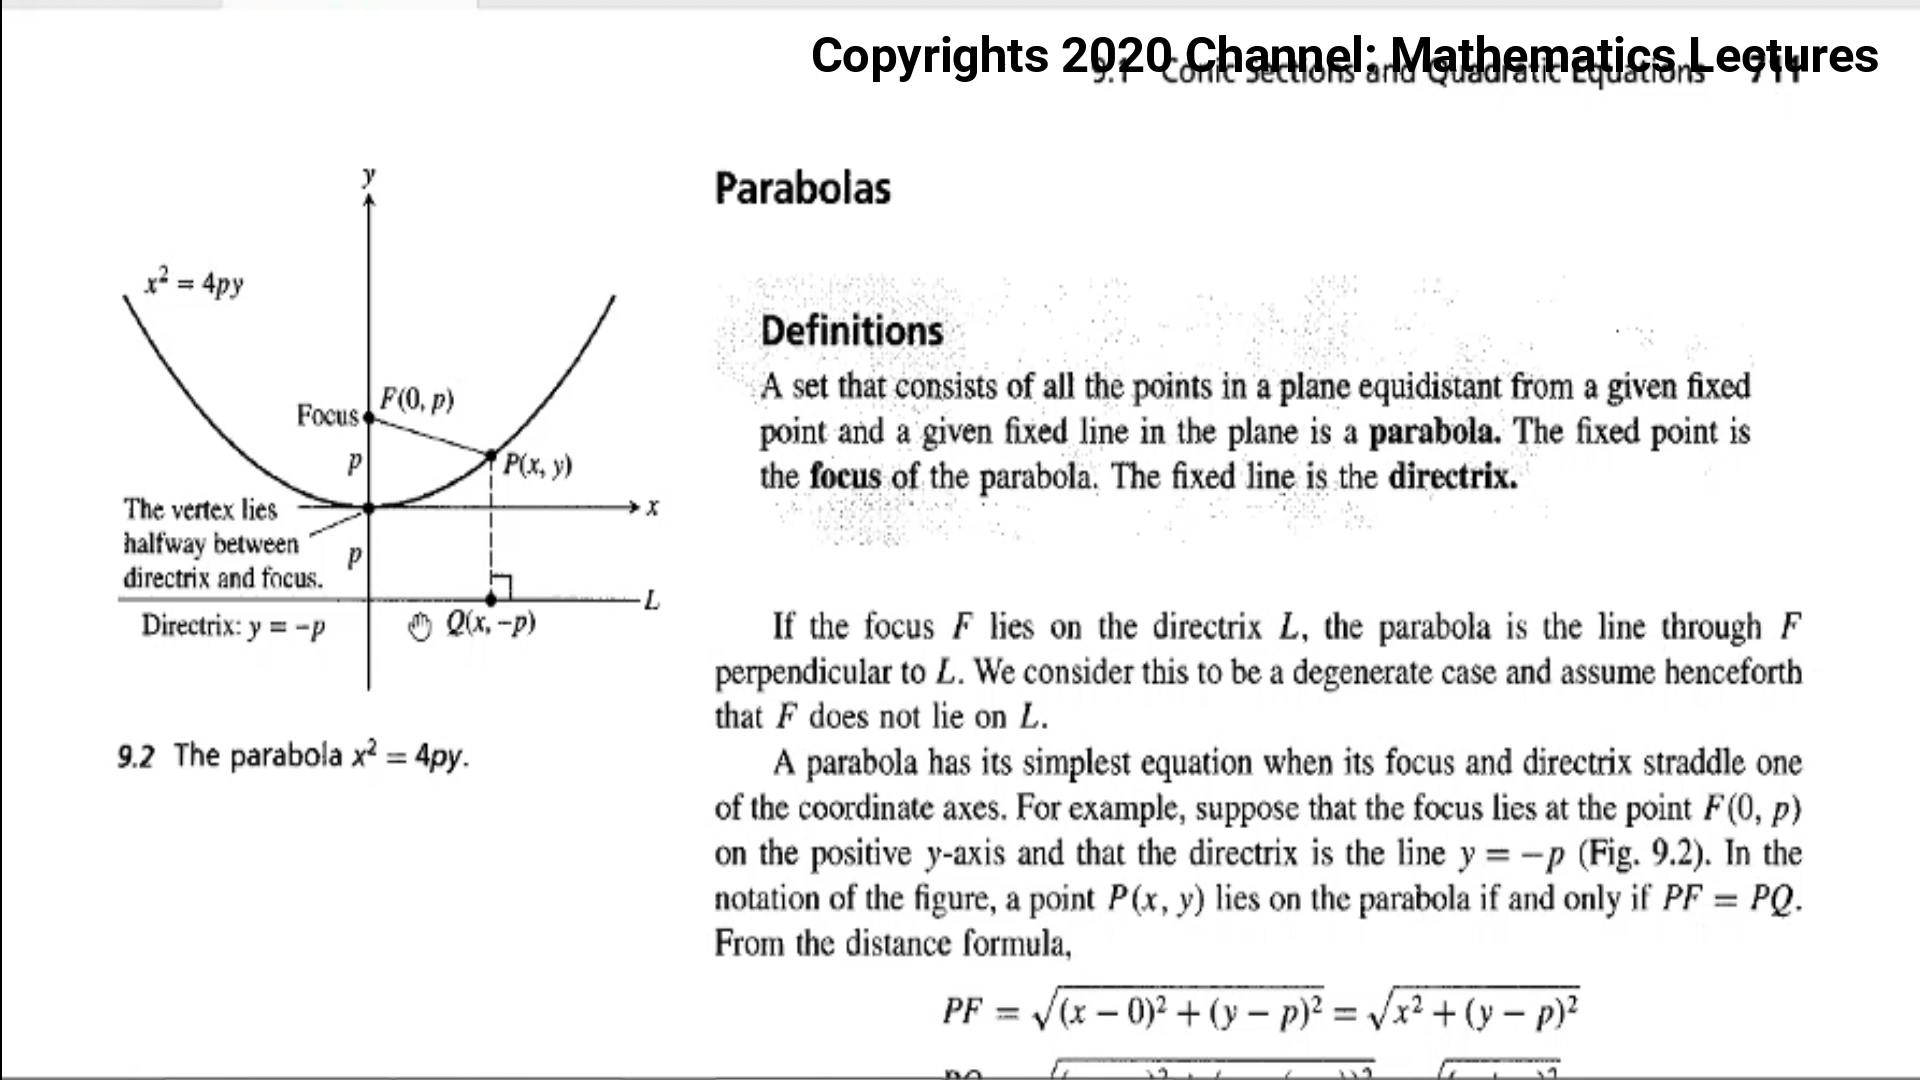 Copyrights 2020 Channel: Mathematics Lectures
9.1 Conic Sections and Quadratic Equations 711
y
x² = 4py
F(0, p)
Focus
p
P(x, y)
The vertex lies
x
halfway between
p
directrix and focus.
L
Directrix: y = −p
Q(x, −p)
9.2 The parabola x² = 4py.
Parabolas
Definitions
A set that consists of all the points in a plane equidistant from a given fixed
point and a given fixed line in the plane is a parabola. The fixed point is
the focus of the parabola. The fixed line is the directrix.
If the focus F lies on the directrix L, the parabola is the line through F
perpendicular to L. We consider this to be a degenerate case and assume henceforth
that F does not lie on L.
A parabola has its simplest equation when its focus and directrix straddle one
of the coordinate axes. For example, suppose that the focus lies at the point F(0, p)
on the positive y-axis and that the directrix is the line y = −p (Fig. 9.2). In the
notation of the figure, a point P(x, y) lies on the parabola if and only if PF = PQ.
From the distance formula,
PF = √(x − 0)² + (y − p)² = √x² + (y − p)²